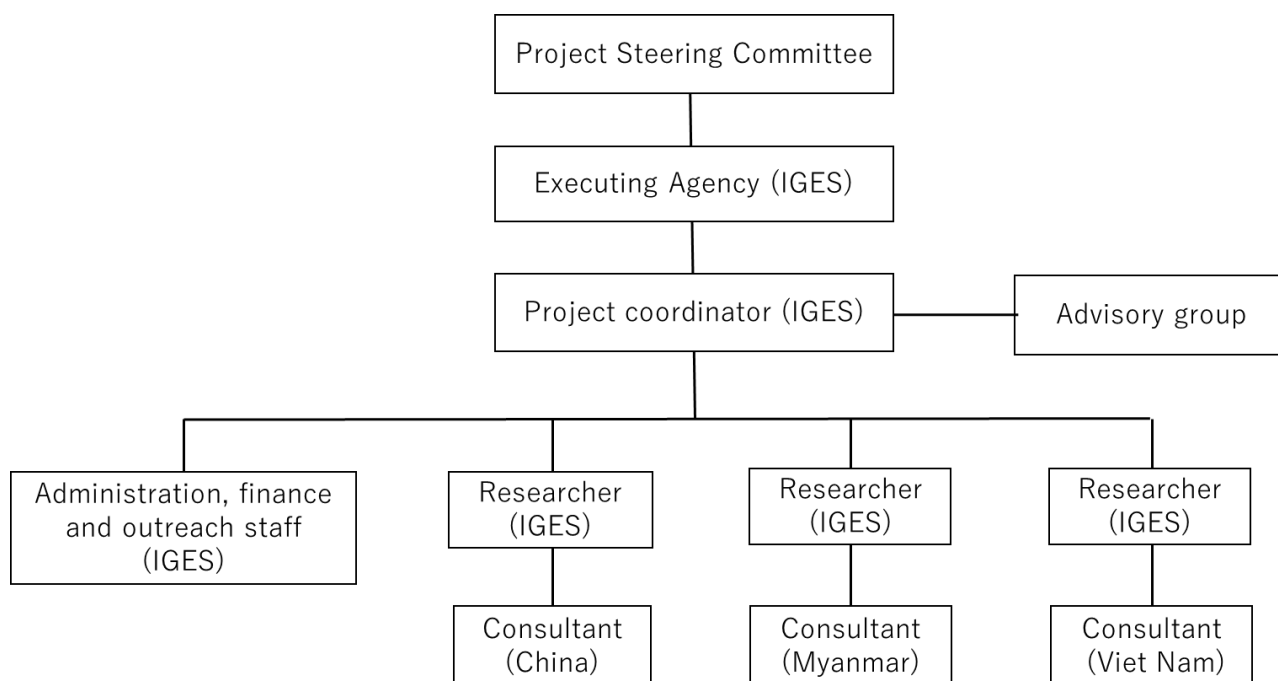 Project Steering Committee
Executing Agency (IGES)
Project coordinator (IGES)
Advisory group
Administration, finance
and outreach staff
(IGES)
Researcher
(IGES)
Researcher
(IGES)
Researcher
(IGES)
Consultant
(China)
Consultant
(Myanmar)
Consultant
(Viet Nam)